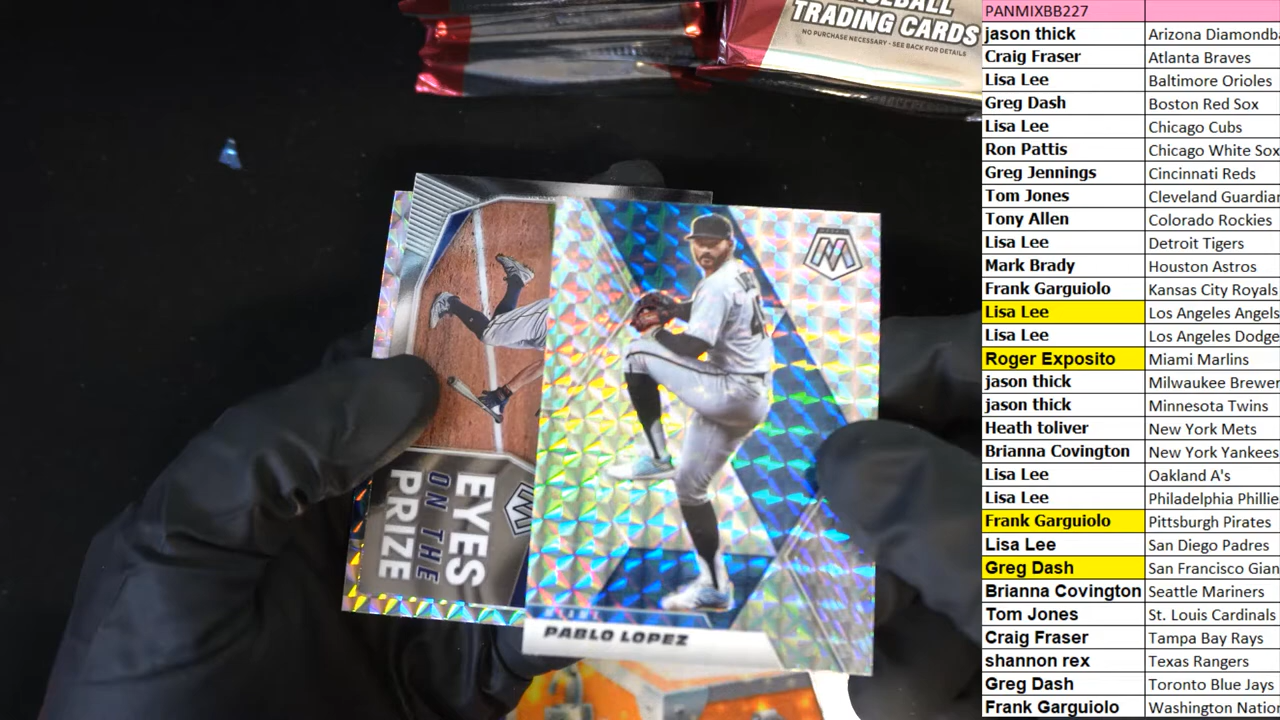 BASEBALL
TRADING CARDS
NO PURCHASE NECESSARY - SEE BACK FOR DETAILS
EYES
ON THE
PRIZE
PABLO LOPEZ
PANMIXBB227
jason thick Arizona Diamondba
Craig Fraser Atlanta Braves
Lisa Lee Baltimore Orioles
Greg Dash Boston Red Sox
Lisa Lee Chicago Cubs
Ron Pattis Chicago White Sox
Greg Jennings Cincinnati Reds
Tom Jones Cleveland Guardian
Tony Allen Colorado Rockies
Lisa Lee Detroit Tigers
Mark Brady Houston Astros
Frank Garguiolo Kansas City Royals
Lisa Lee Los Angeles Angels
Lisa Lee Los Angeles Dodge
Roger Exposito Miami Marlins
jason thick Milwaukee Brewer
jason thick Minnesota Twins
Heath toliver New York Mets
Brianna Covington New York Yankees
Lisa Lee Oakland A's
Lisa Lee Philadelphia Phillie
Frank Garguiolo Pittsburgh Pirates
Lisa Lee San Diego Padres
Greg Dash San Francisco Gian
Brianna Covington Seattle Mariners
Tom Jones St. Louis Cardinals
Craig Fraser Tampa Bay Rays
shannon rex Texas Rangers
Greg Dash Toronto Blue Jays
Frank Garguiolo Washington Natio